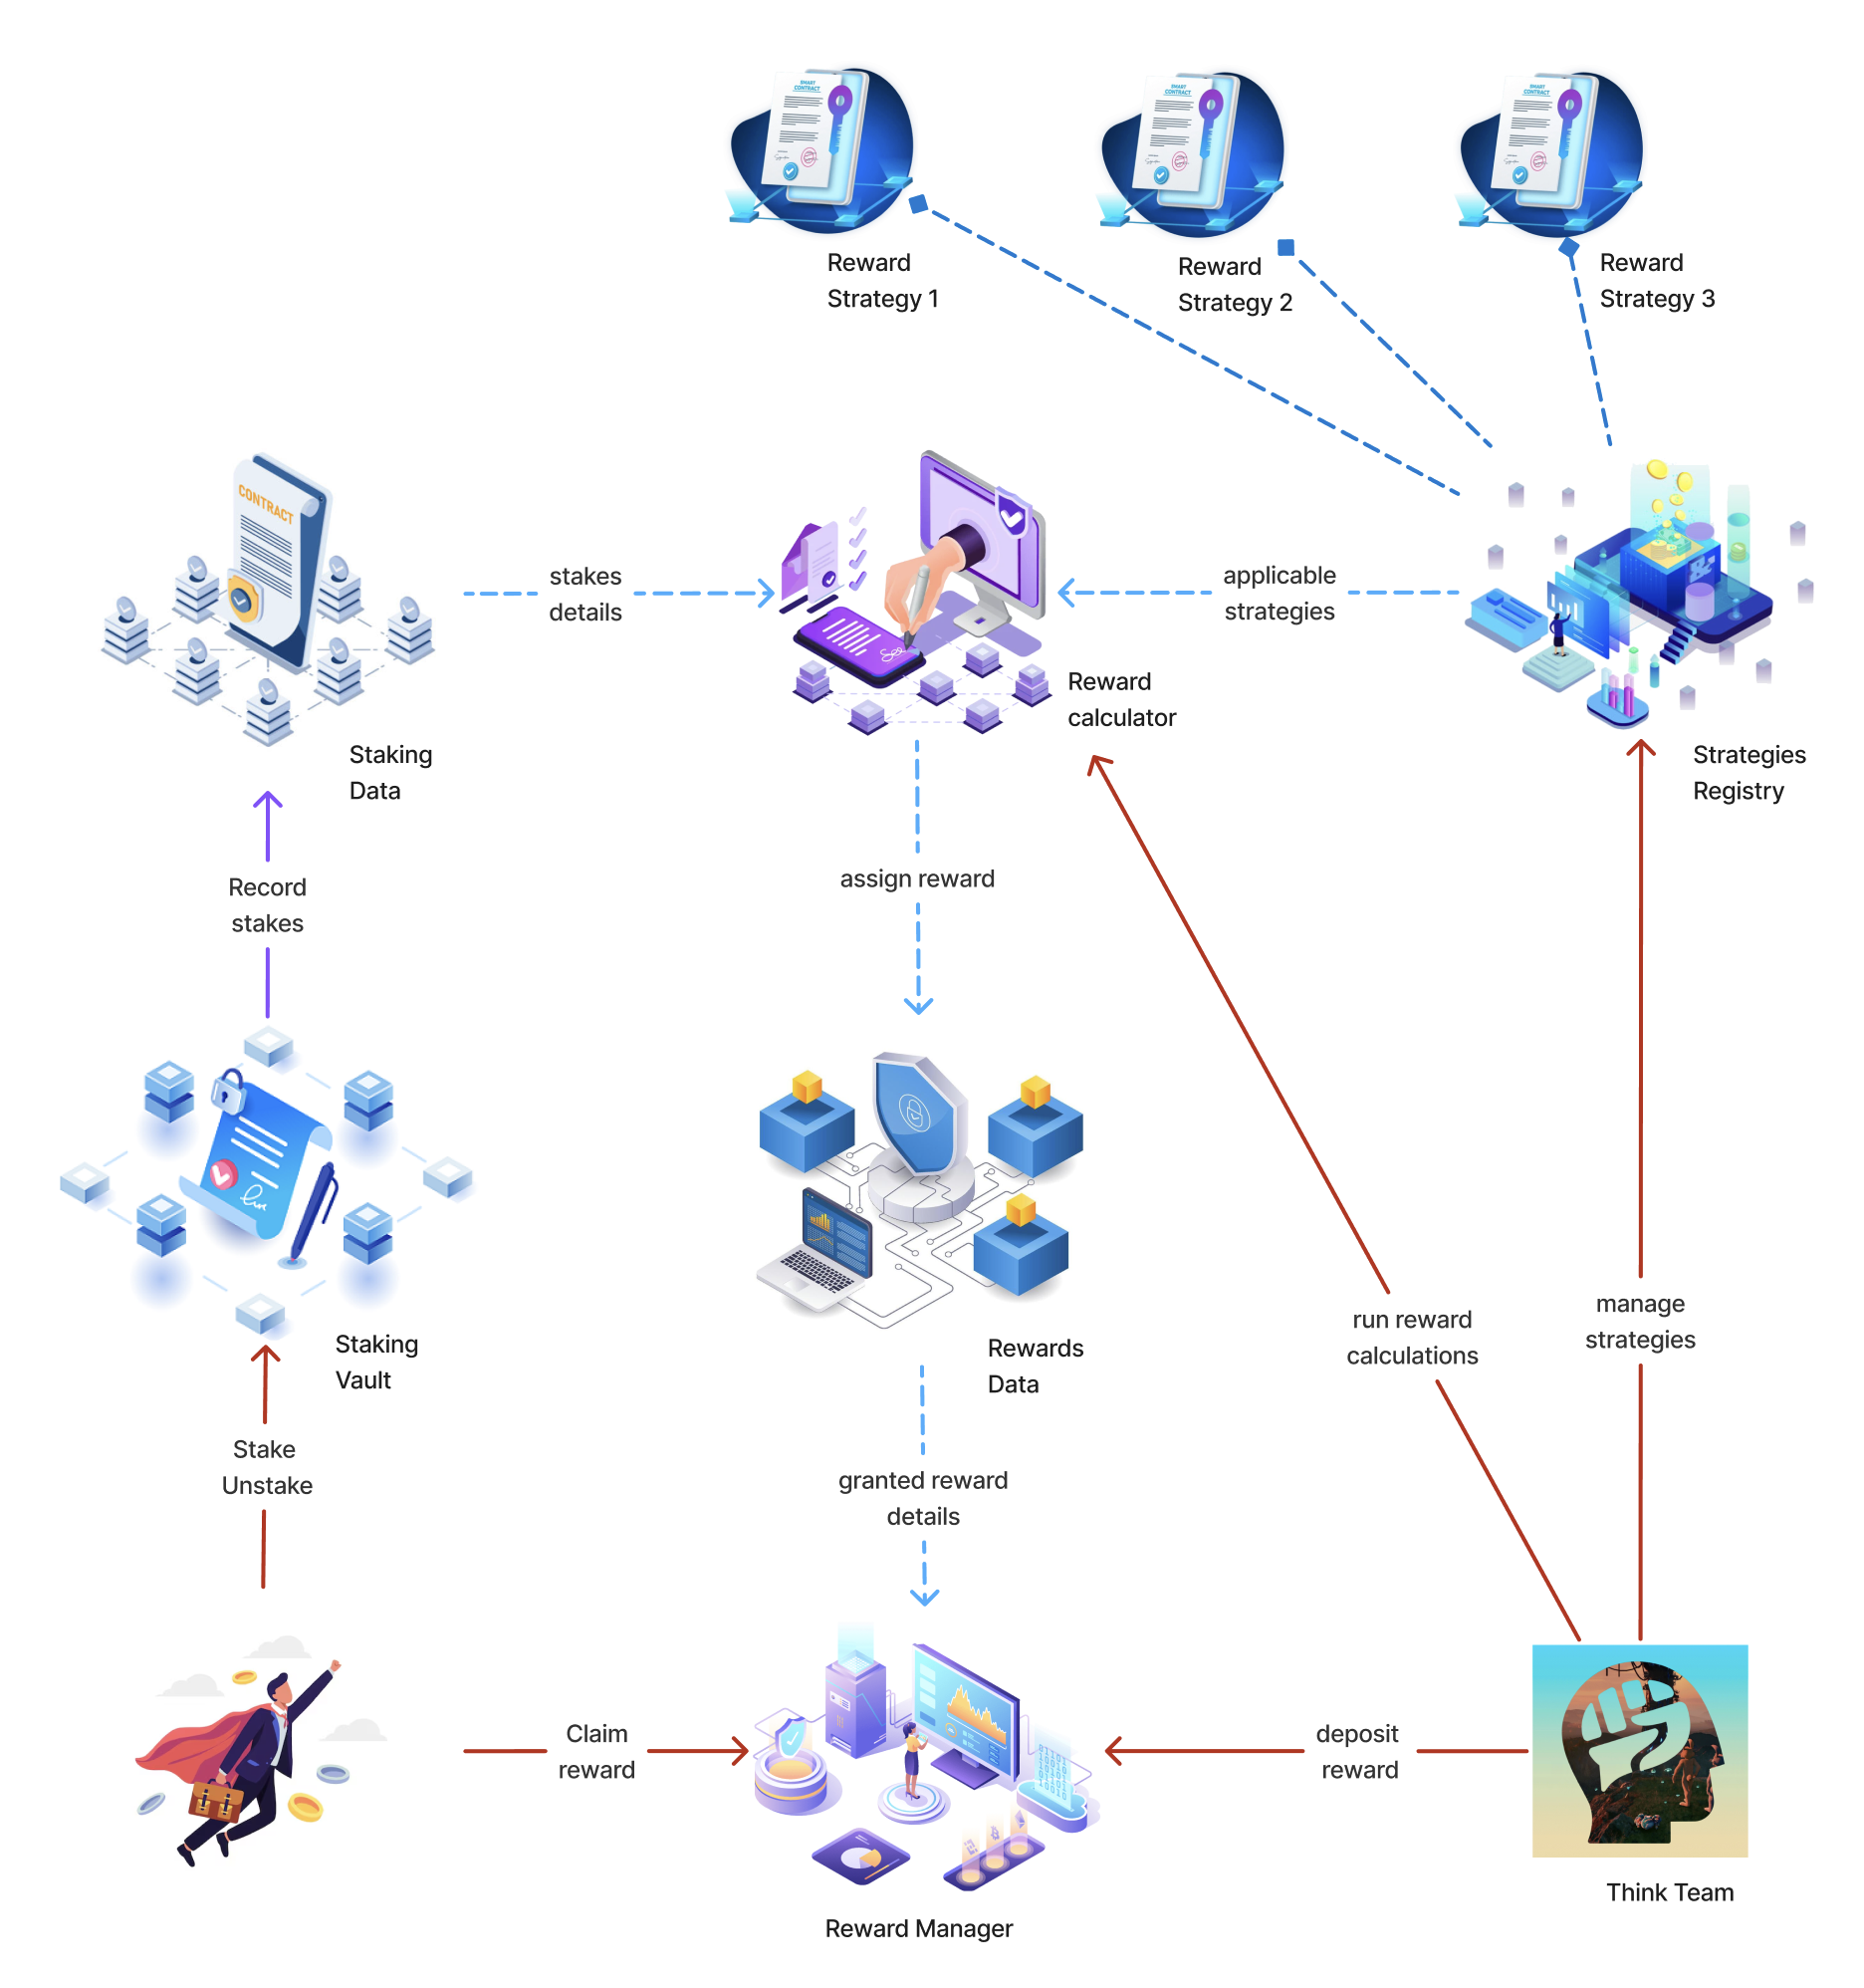 SMART
CONTRACT
SMART
CONTRACT
SMART
CONTRACT
Reward
Strategy 1
Reward
Strategy 2
Reward
Strategy 3
CONTRACT
stakes
details
applicable
strategies
Reward
calculator
Staking
Data
Strategies
Registry
assign reward
Record
stakes
run reward
calculations
manage
strategies
Staking
Vault
Rewards
Data
Stake
Unstake
granted reward
details
Claim
reward
deposit
reward
Think Team
Reward Manager